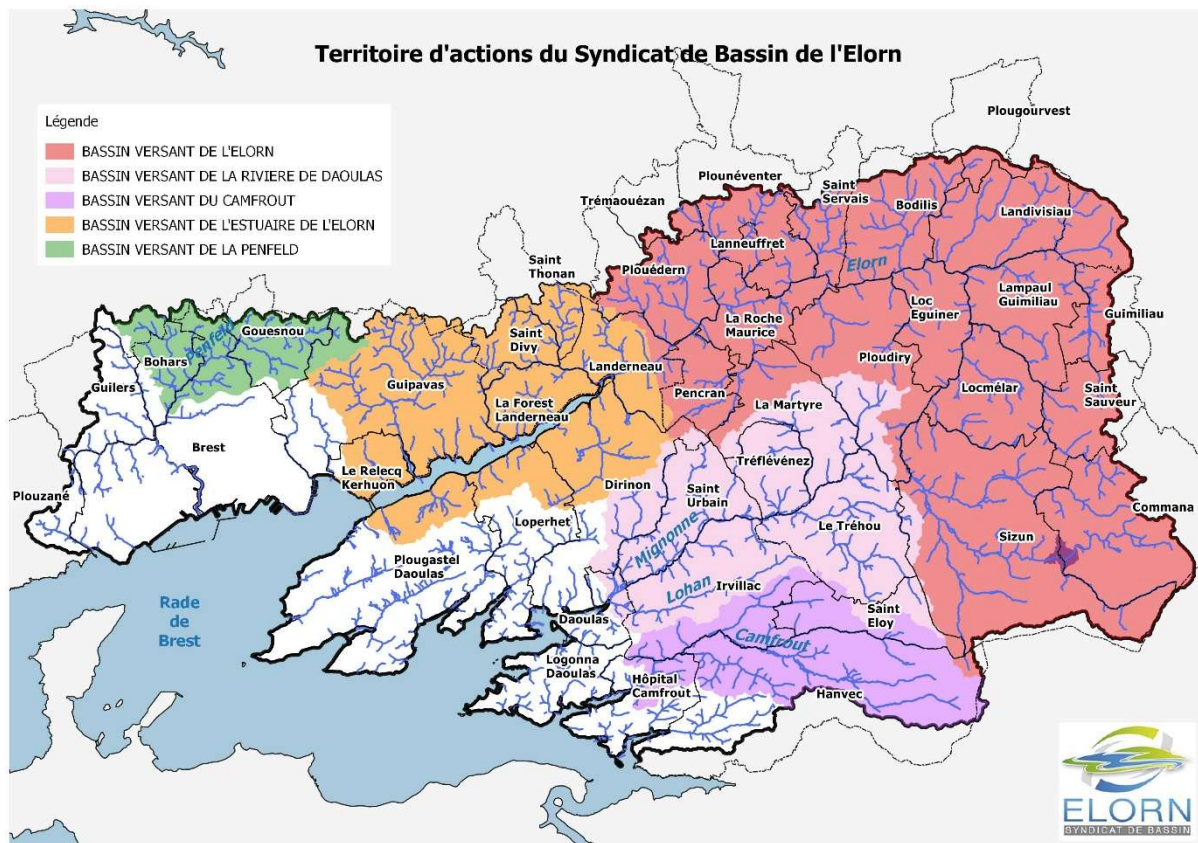 Territoire d'actions du Syndicat de Bassin de l'Elorn
Légende
BASSIN VERSANT DE L'ELORN
BASSIN VERSANT DE LA RIVIERE DE DAOULAS
BASSIN VERSANT DU CAMFROUT
BASSIN VERSANT DE L'ESTUAIRE DE L'ELORN
BASSIN VERSANT DE LA PENFELD
Plougourvest
Plounéventer
Saint
Servais
Bodilis
Landivisiau
Trémaouézan
Lanneuffret
Elorn
Saint
Thonan
Plouédern
Lampaul
Guimiliau
Loc
Eguiner
Guimiliau
La Roche
Maurice
Saint
Divy
Gouesnou
Penfeld
Bohars
Guilers
Guipavas
Landerneau
Ploudiry
Locmélar
Saint
Sauveur
La Forest
Landerneau
Pencran
La Martyre
Brest
Le Relecq
Kerhuon
Dirinon
Tréflévénez
Saint
Urbain
Plouzané
Loperhet
Mignonne
Le Tréhou
Sizun
Commana
Plougastel
Daoulas
Lohan
Irvillac
Rade
de
Brest
Daoulas
Saint
Eloy
Camfrout
Logonna
Daoulas
Hôpital
Camfrout
Hanvec
ELORN
SYNDICAT DE BASSIN